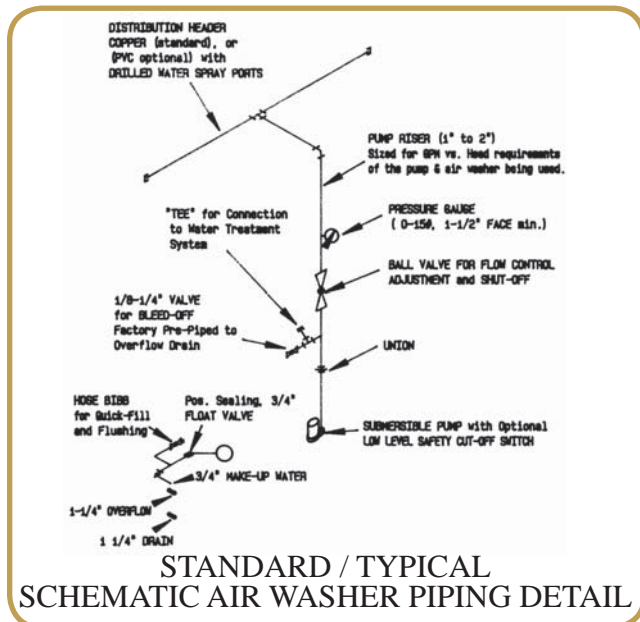 DISTRIBUTION HEADER
COPPER (standard), or
(PVC optional) with
DRILLED WATER SPRAY PORTS
PUMP RISER (1" to 2")
Sized for GPM vs. Head requirements
of the pump & air washer being used.
"TEE" for Connection
to Water Treatment
System
PRESSURE GAUGE
( 0-15#, 1-1/2" FACE min.)
BALL VALVE FOR FLOW CONTROL
ADJUSTMENT and SHUT-OFF
1/8-1/4" VALVE
for BLEED-OFF
Factory Pre-Piped to
Overflow Drain
UNION
HOSE BIBB
for Quick-fill
and Flushing
Pos. Sealing, 3/4"
FLOAT VALVE
SUBMERSIBLE PUMP with Optional
LOW LEVEL SAFETY CUT-OFF SWITCH
3/4" MAKE-UP WATER
1-1/4" OVERFLOW
1 1/4" DRAIN
STANDARD / TYPICAL
SCHEMATIC AIR WASHER PIPING DETAIL